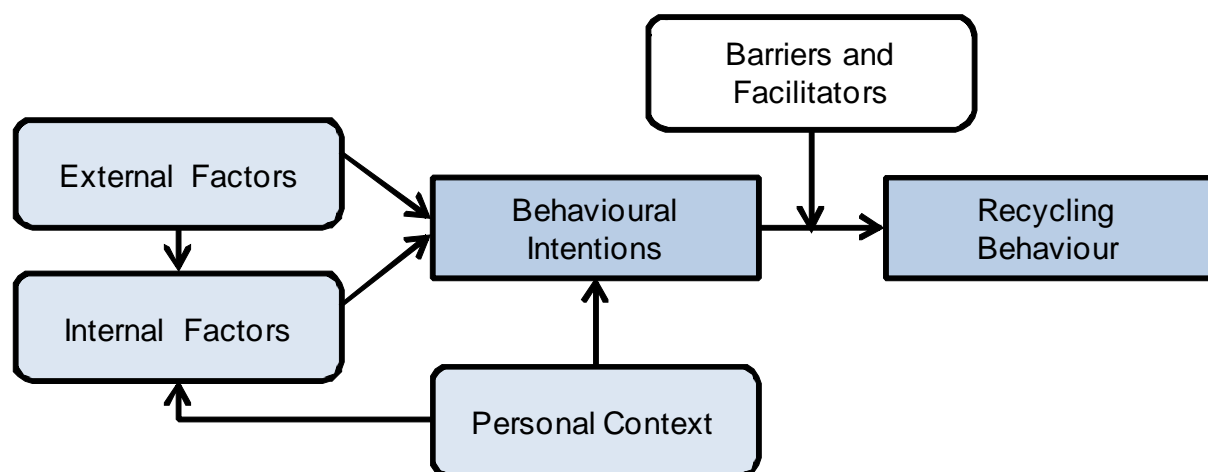 Barriers and
Facilitators
External Factors
Behavioural
Intentions
Recycling
Behaviour
Internal Factors
Personal Context